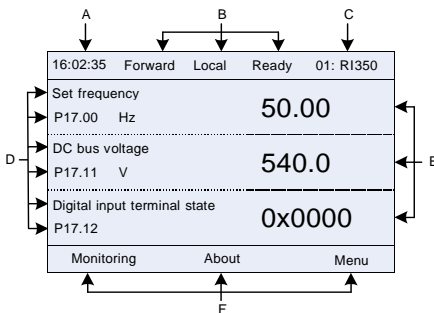 A B C
16:02:35 Forward Local Ready 01: RI350
Set frequency
P17.00 Hz 50.00
DC bus voltage
P17.11 V 540.0
Digital input terminal state
P17.12 0x0000
D E
Monitoring About Menu
F